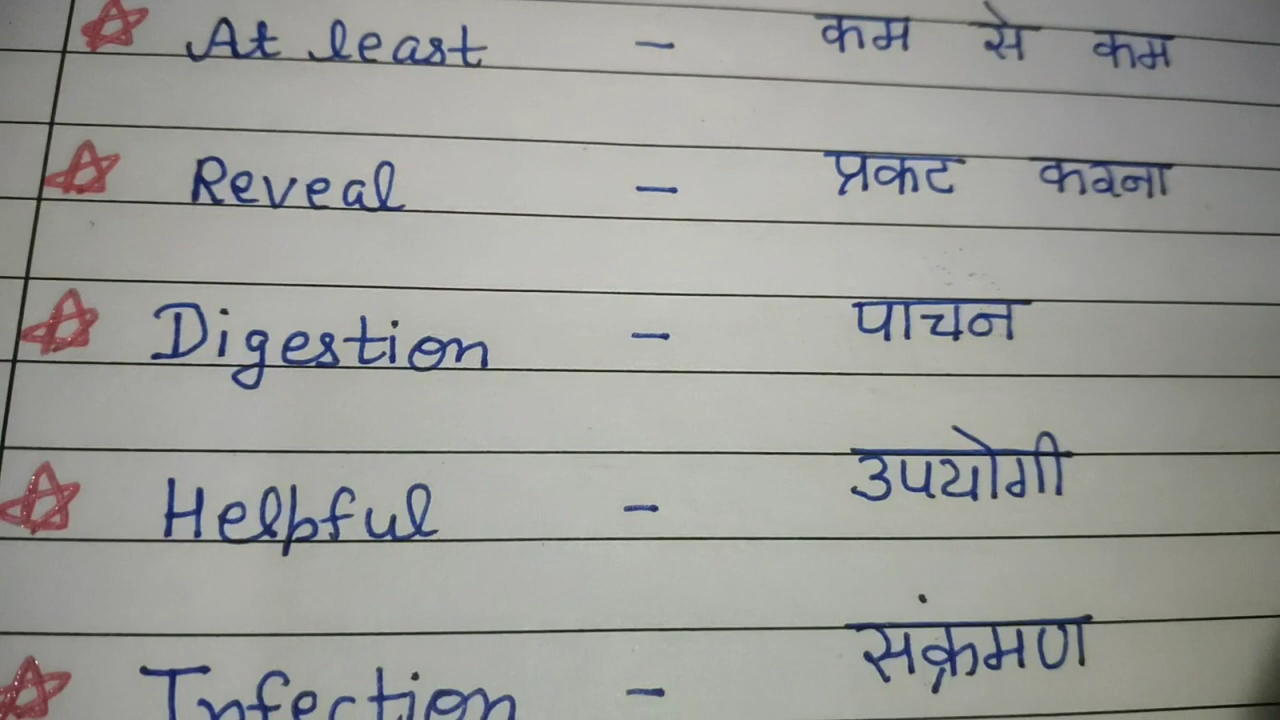 At least - कम से कम
Reveal - प्रकट करना
Digestion - पाचन
Helpful - उपयोगी
Infection - संक्रमण